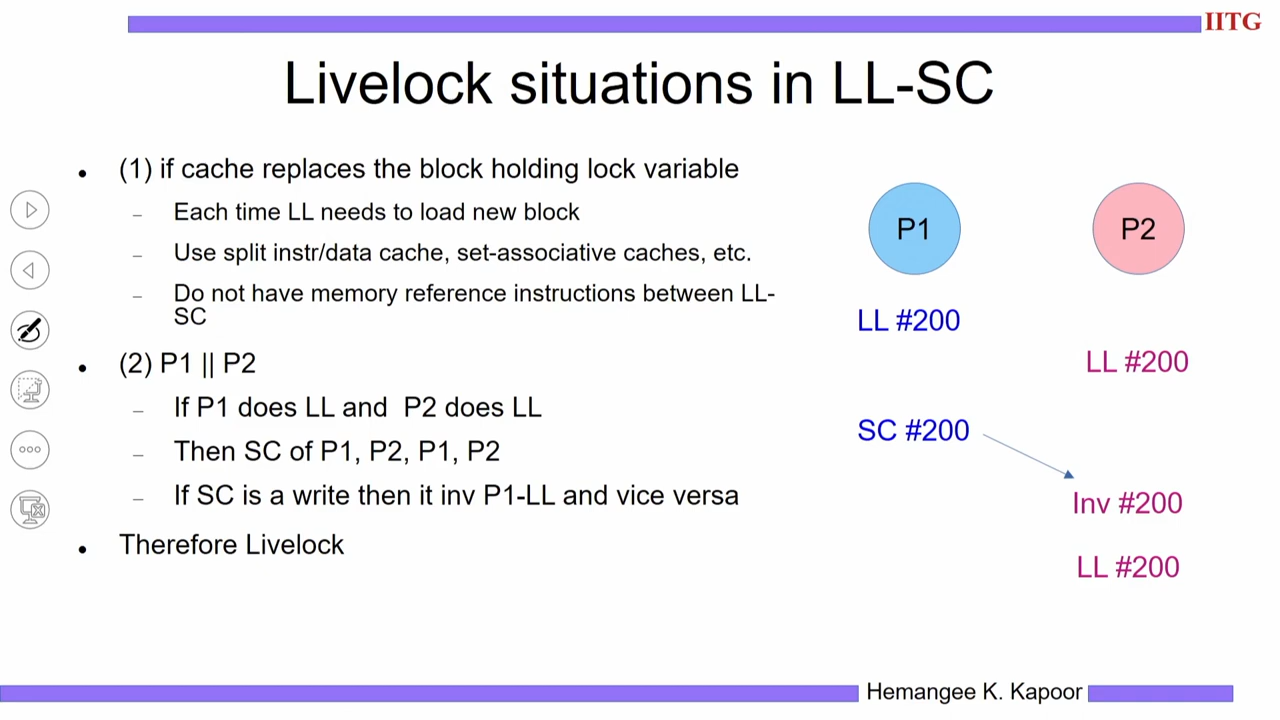 IITG
Livelock situations in LL-SC
• (1) if cache replaces the block holding lock variable
– Each time LL needs to load new block
– Use split instr/data cache, set-associative caches, etc.
– Do not have memory reference instructions between LL-
SC
• (2) P1 || P2
– If P1 does LL and P2 does LL
– Then SC of P1, P2, P1, P2
– If SC is a write then it inv P1-LL and vice versa
• Therefore Livelock
P1
P2
LL #200
LL #200
SC #200
Inv #200
LL #200
Hemangee K. Kapoor